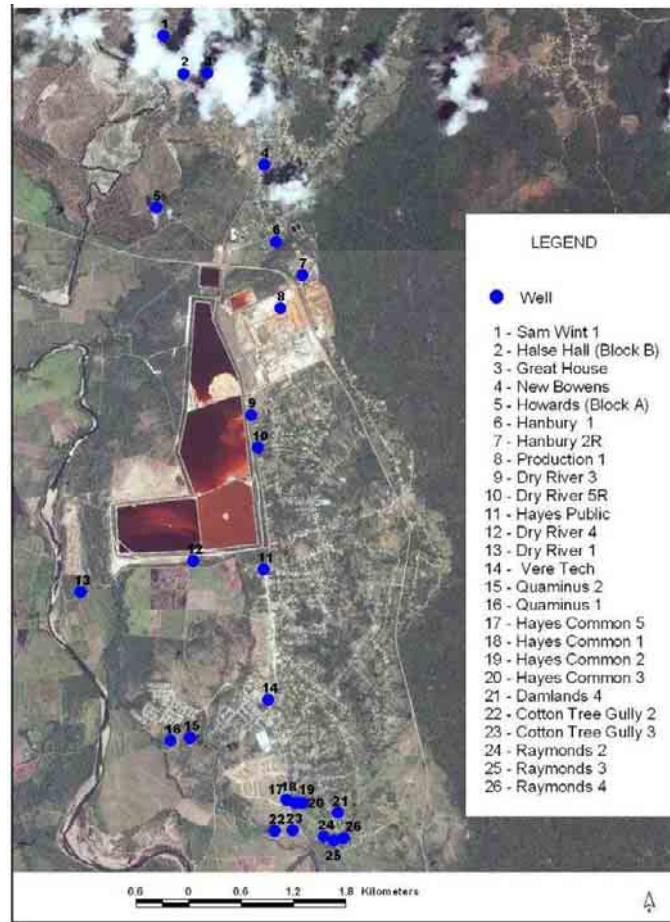 1
2
4
5
6
7
8
9
10
11
12
13
14
15
16
17 18 19
20
21
22 23 24 26
25
LEGEND
Well
1 - Sam Wint 1
2 - Halse Hall (Block B)
3 - Great House
4 - New Bowens
5 - Howards (Block A)
6 - Hanbury 1
7 - Hanbury 2R
8 - Production 1
9 - Dry River 3
10 - Dry River 5R
11 - Hayes Public
12 - Dry River 4
13 - Dry River 1
14 - Vere Tech
15 - Quaminus 2
16 - Quaminus 1
17 - Hayes Common 5
18 - Hayes Common 1
19 - Hayes Common 2
20 - Hayes Common 3
21 - Damlands 4
22 - Cotton Tree Gully 2
23 - Cotton Tree Gully 3
24 - Raymonds 2
25 - Raymonds 3
26 - Raymonds 4
0.6 0 0.6 1.2 1.8 Kilometers